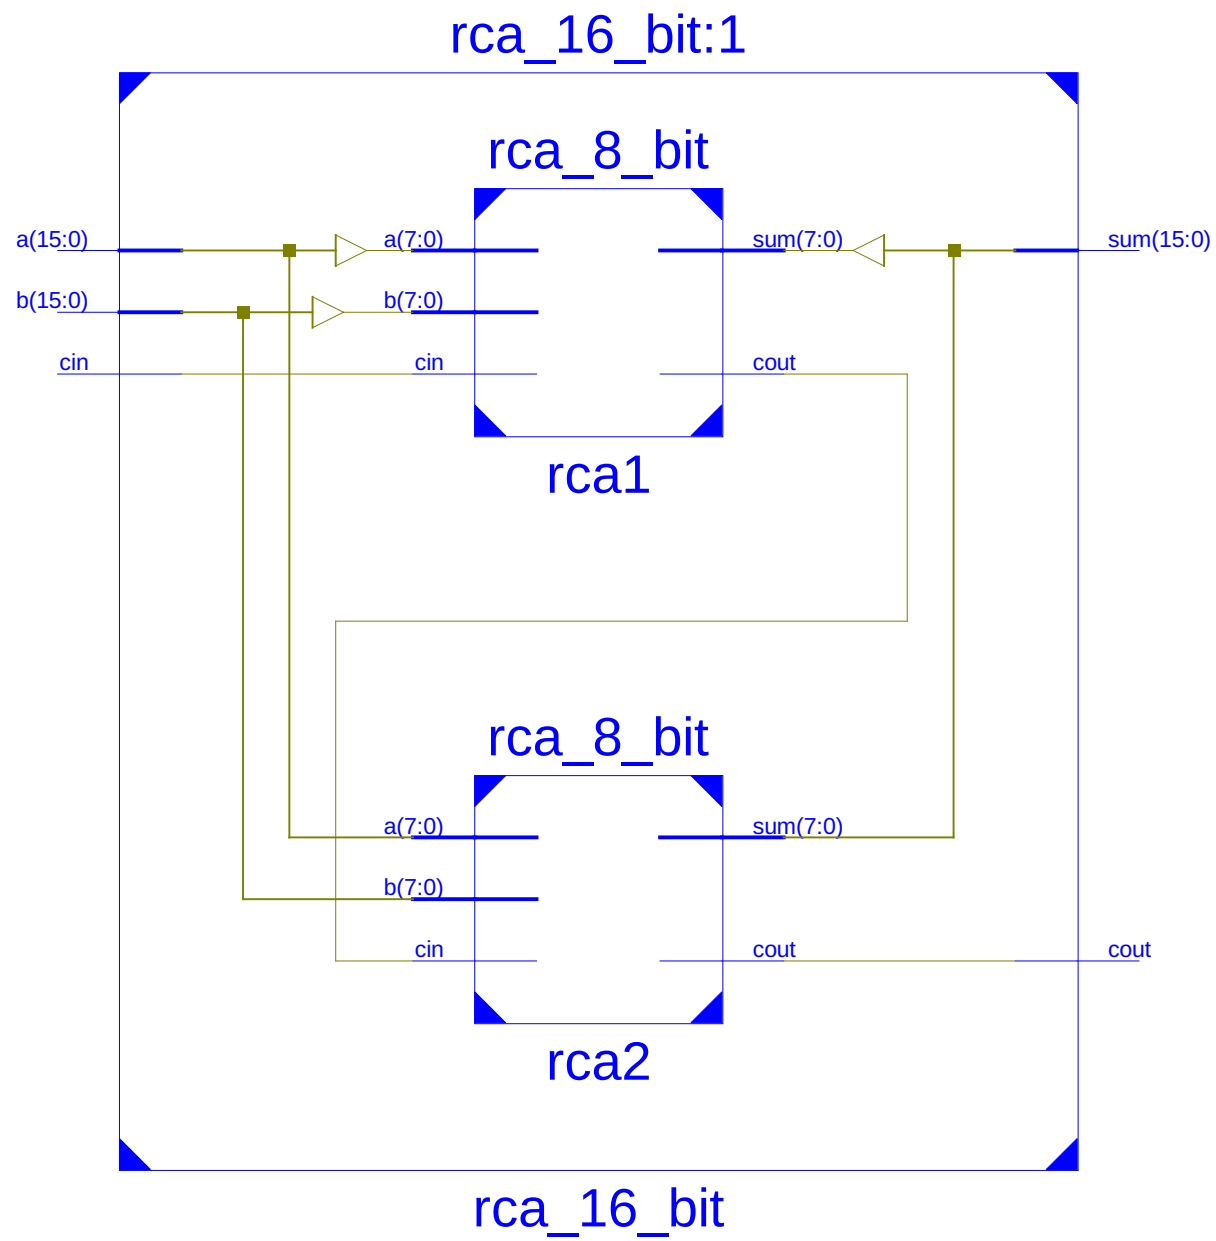 rca_16_bit:1
rca_8_bit
a(15:0)
a(7:0)
sum(7:0)
sum(15:0)
b(15:0)
b(7:0)
cin
cin
cout
rca1
rca_8_bit
a(7:0)
sum(7:0)
b(7:0)
cin
cout
cout
rca2
rca_16_bit